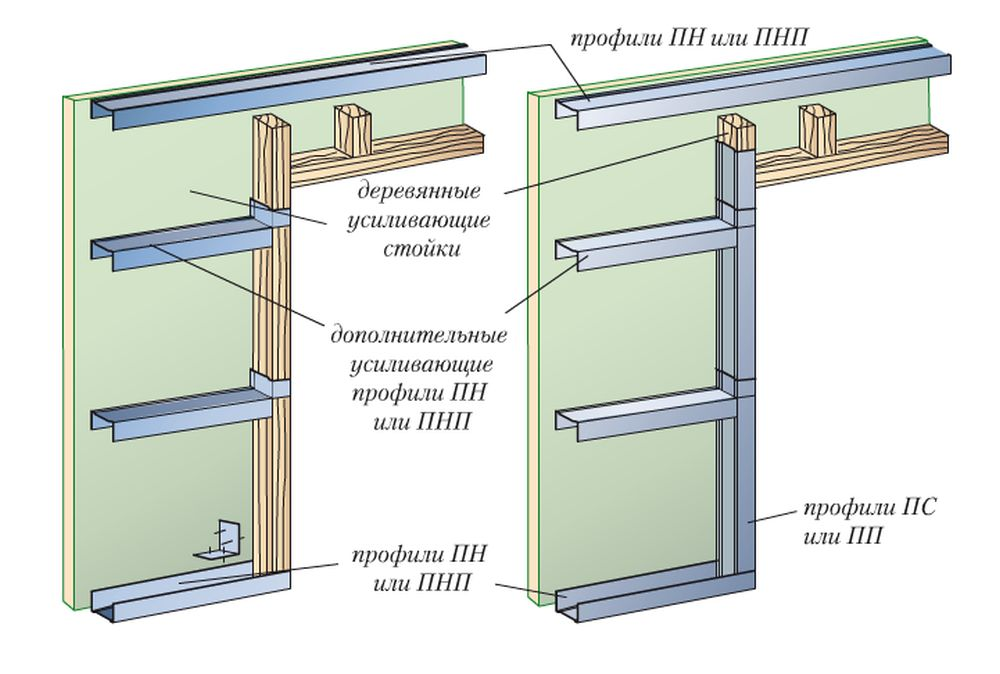 профили ПН или ПНП
деревянные
усиливающие
стойки
дополнительные
усиливающие
профили ПН
или ПНП
профили ПС
или ПП
профили ПН
или ПНП